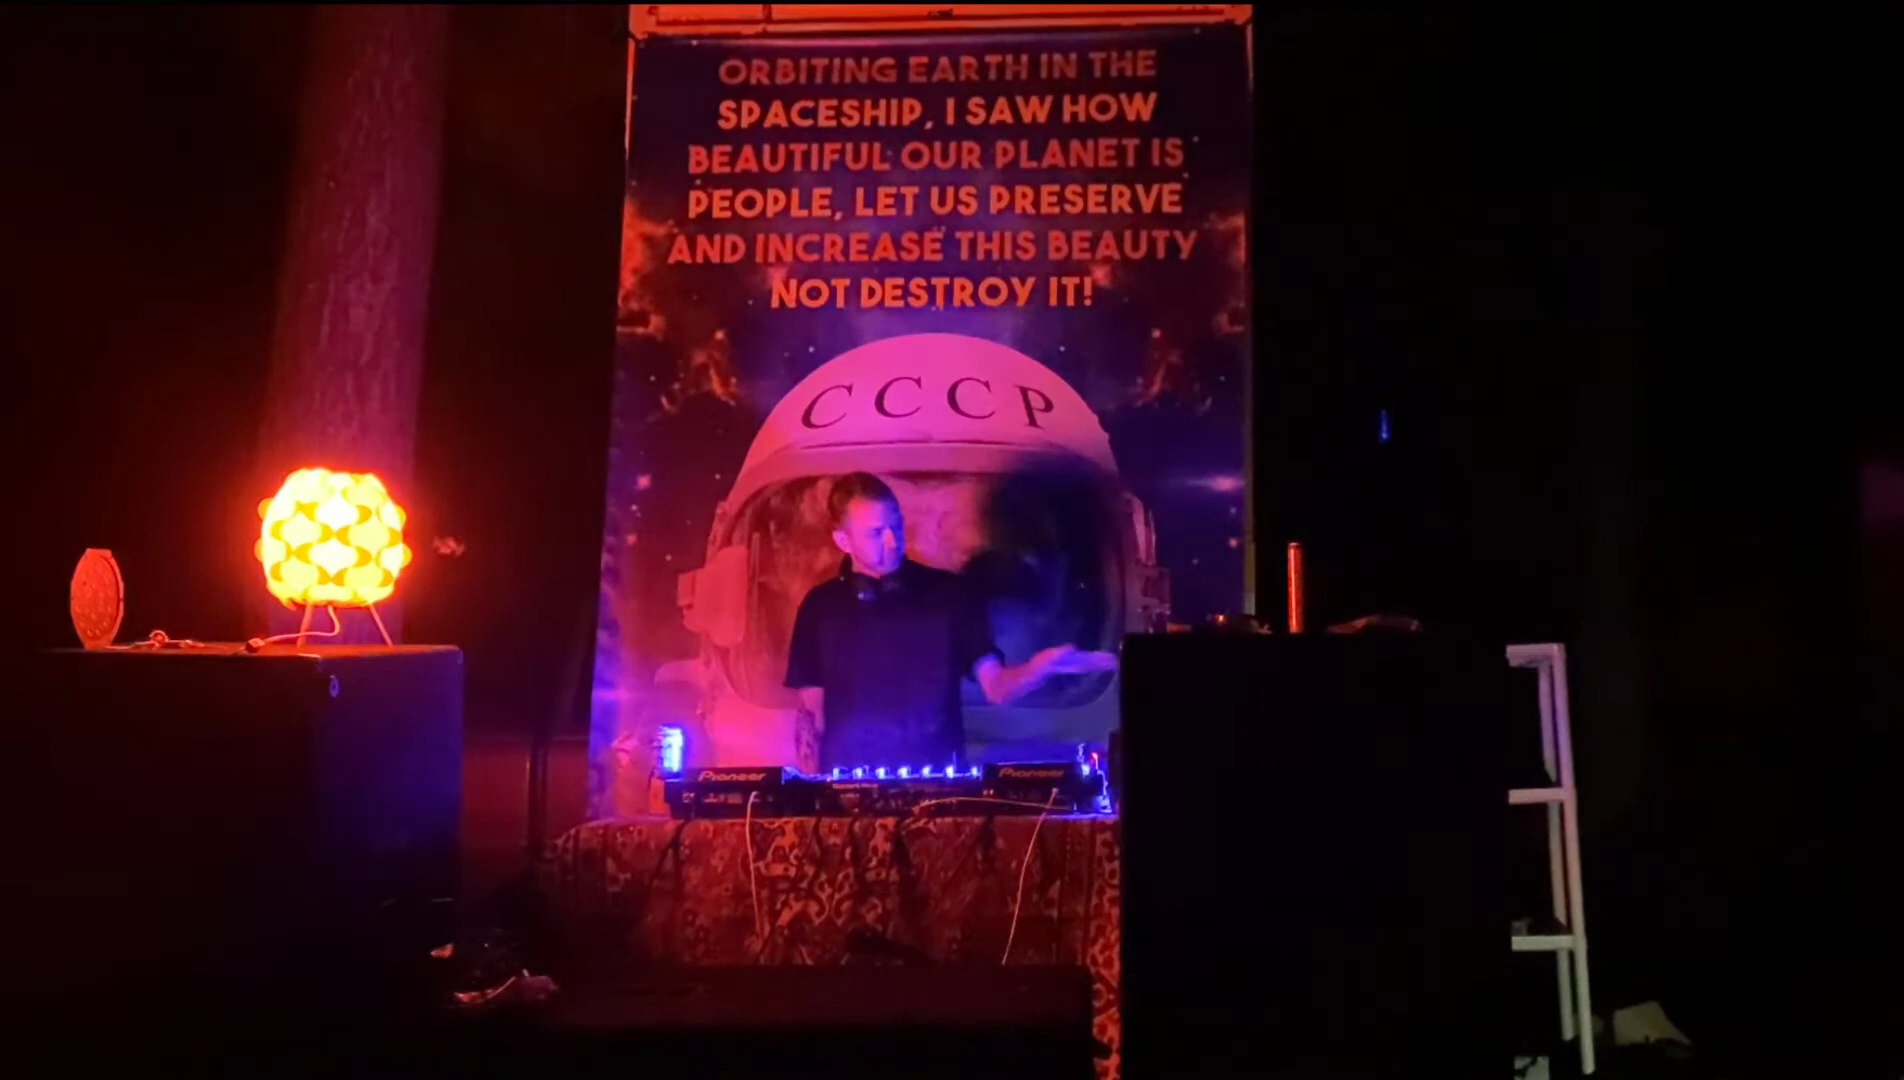 ORBITING EARTH IN THE
SPACESHIP, I SAW HOW
BEAUTIFUL OUR PLANET IS
PEOPLE, LET US PRESERVE
AND INCREASE THIS BEAUTY
NOT DESTROY IT!
СССР
Pioneer
Pioneer